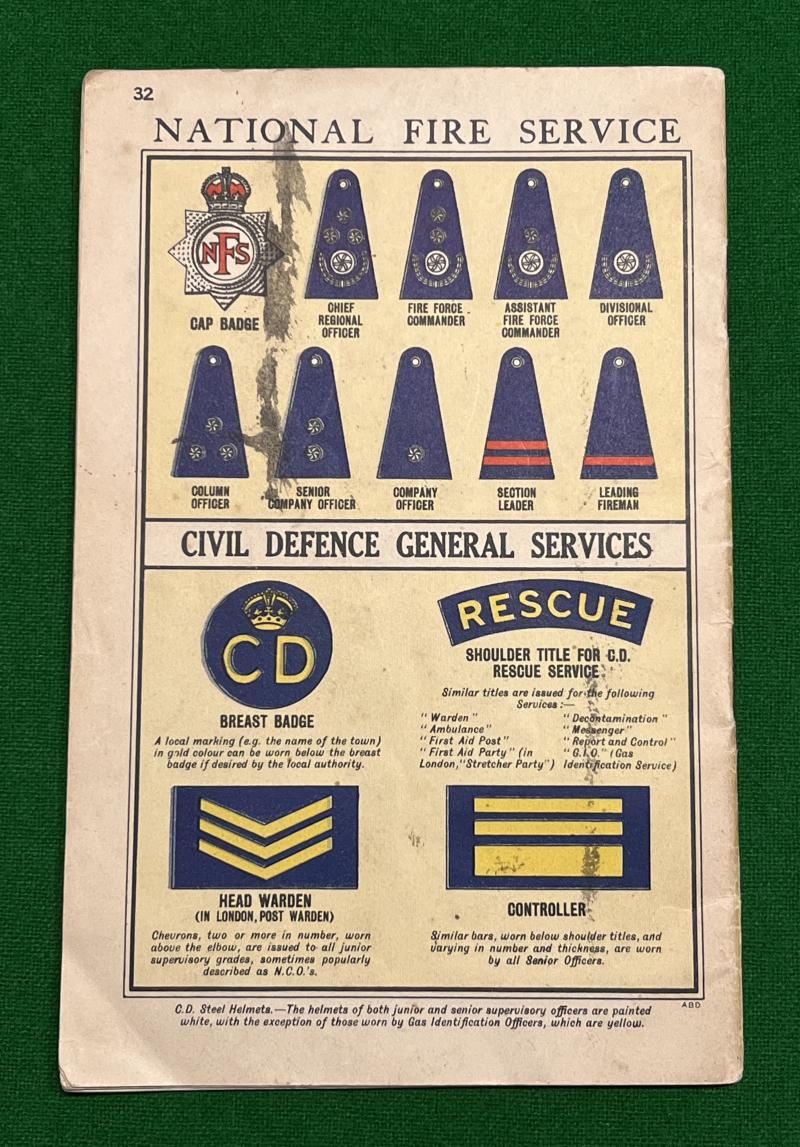 32
NATIONAL FIRE SERVICE
NFS
CAP BADGE
CHIEF
REGIONAL
OFFICER
FIRE FORCE
COMMANDER
ASSISTANT
FIRE FORCE
COMMANDER
DIVISIONAL
OFFICER
COLUMN
OFFICER
SENIOR
COMPANY OFFICER
COMPANY
OFFICER
SECTION
LEADER
LEADING
FIREMAN
CIVIL DEFENCE GENERAL SERVICES
CD
BREAST BADGE
A local marking (e.g. the name of the town)
in gold colour can be worn below the breast
badge if desired by the local authority.
RESCUE
SHOULDER TITLE FOR C.D.
RESCUE SERVICE
Similar titles are issued for the following
Services:—
"Warden"
"Ambulance"
"First Aid Post"
"First Aid Party" (in
London, "Stretcher Party")
"Decontamination"
"Messenger"
"Report and Control"
"G.I.O." (Gas
Identification Service)
HEAD WARDEN
(IN LONDON, POST WARDEN)
Chevrons, two or more in number, worn
above the elbow, are issued to all junior
supervisory grades, sometimes popularly
described as N.C.O.'s.
CONTROLLER
Similar bars, worn below shoulder titles, and
varying in number and thickness, are worn
by all Senior Officers.
ABD
C.D. Steel Helmets.—The helmets of both junior and senior supervisory officers are painted
white, with the exception of those worn by Gas Identification Officers, which are yellow.